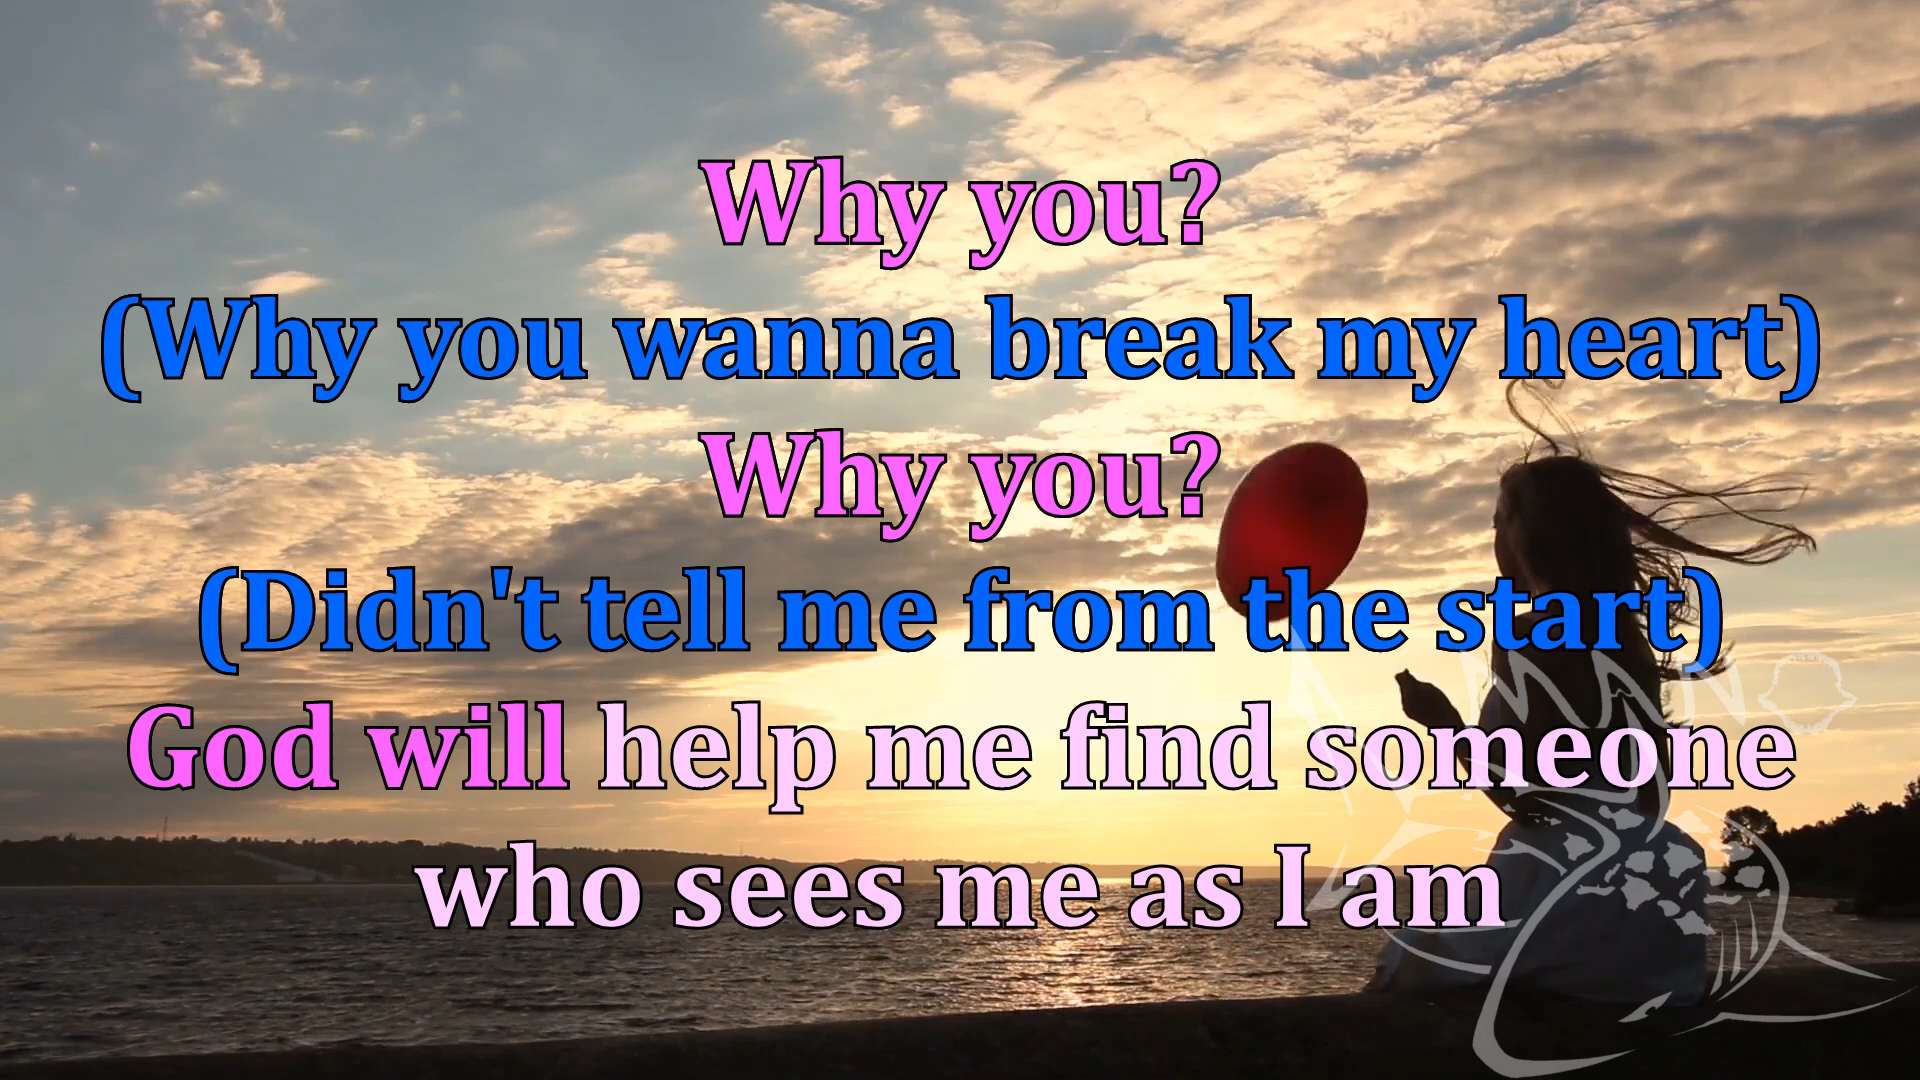 Why you?
(Why you wanna break my heart)
Why you?
(Didn't tell me from the start)
God will help me find someone
who sees me as I am